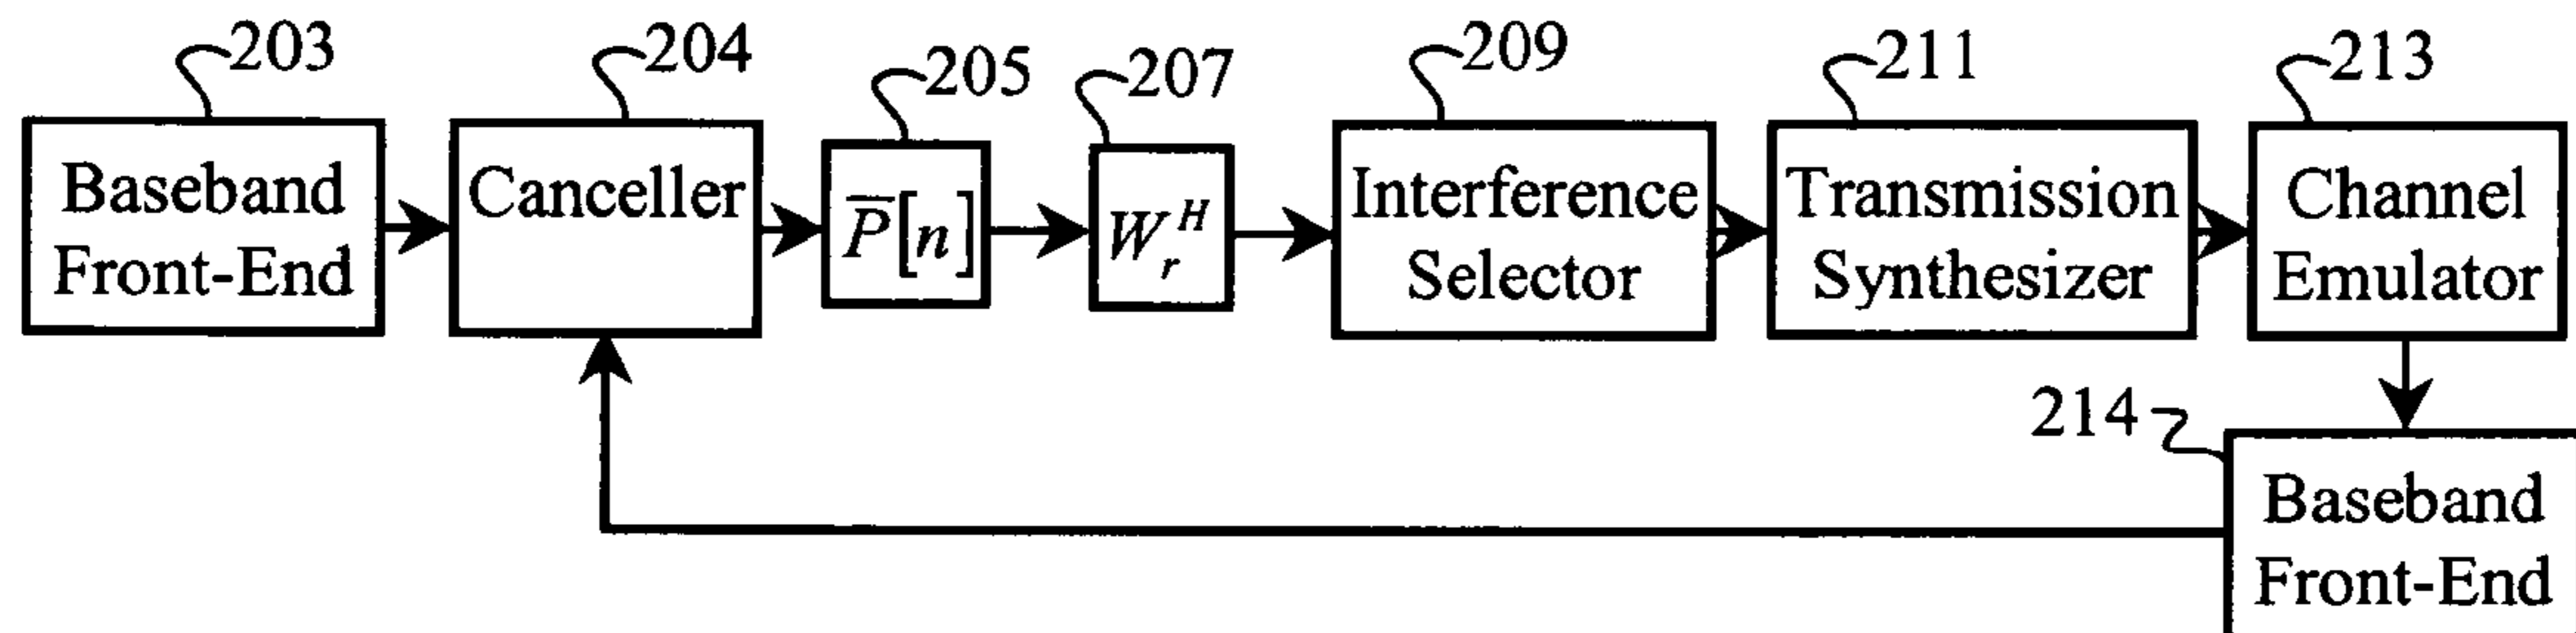 203
204
205
207
209
211
213
Baseband
Front-End
Canceller
P̅[n]
W_r^H
Interference
Selector
Transmission
Synthesizer
Channel
Emulator
214
Baseband
Front-End